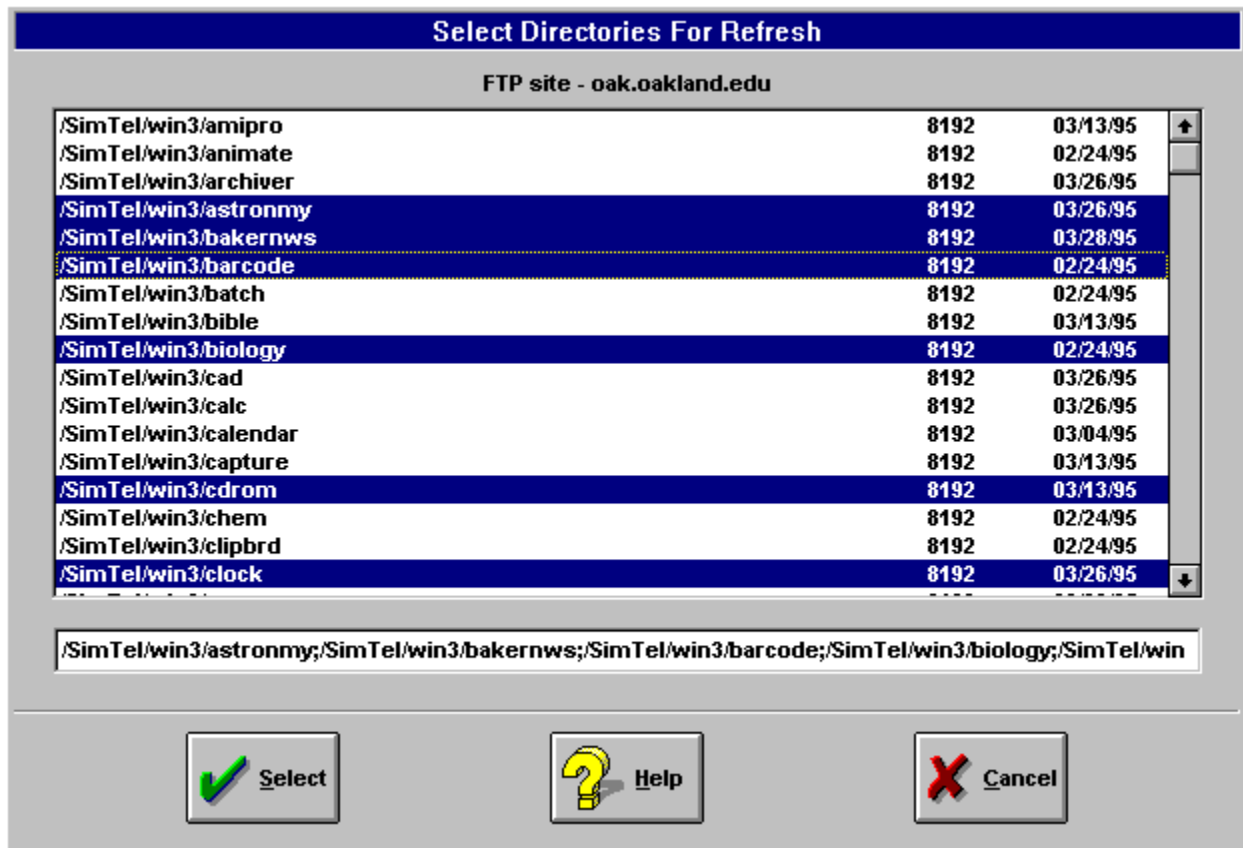 Select Directories For Refresh
FTP site - oak.oakland.edu
/SimTel/win3/amipro 8192 03/13/95
/SimTel/win3/animate 8192 02/24/95
/SimTel/win3/archiver 8192 03/26/95
/SimTel/win3/astronmy 8192 03/26/95
/SimTel/win3/bakernws 8192 03/28/95
/SimTel/win3/barcode 8192 02/24/95
/SimTel/win3/batch 8192 02/24/95
/SimTel/win3/bible 8192 03/13/95
/SimTel/win3/biology 8192 02/24/95
/SimTel/win3/cad 8192 03/26/95
/SimTel/win3/calc 8192 03/26/95
/SimTel/win3/calendar 8192 03/04/95
/SimTel/win3/capture 8192 03/13/95
/SimTel/win3/cdrom 8192 03/13/95
/SimTel/win3/chem 8192 02/24/95
/SimTel/win3/clipbrd 8192 02/24/95
/SimTel/win3/clock 8192 03/26/95
/SimTel/win3/astronmy;/SimTel/win3/bakernws;/SimTel/win3/barcode;/SimTel/win3/biology;/SimTel/win
Select Help Cancel